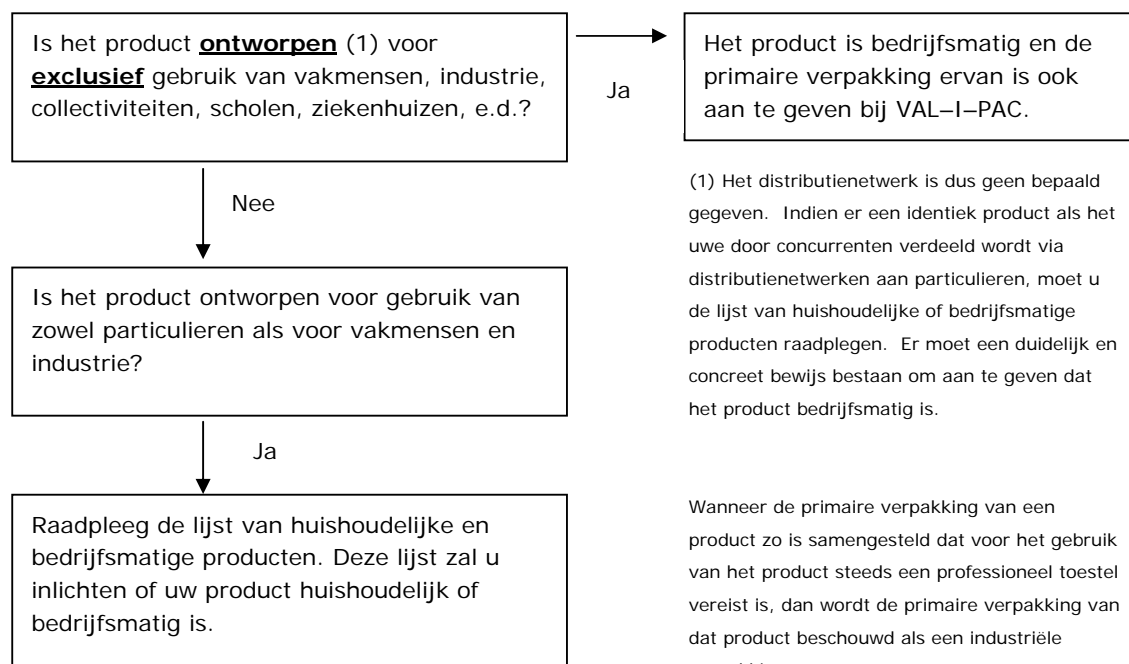 Is het product ontworpen (1) voor
exclusief gebruik van vakmensen, industrie,
collectiviteiten, scholen, ziekenhuizen, e.d.?
Ja
Het product is bedrijfsmatig en de
primaire verpakking ervan is ook
aan te geven bij VAL–I–PAC.
(1) Het distributienetwerk is dus geen bepaald
gegeven. Indien er een identiek product als het
uwe door concurrenten verdeeld wordt via
distributienetwerken aan particulieren, moet u
de lijst van huishoudelijke of bedrijfsmatige
producten raadplegen. Er moet een duidelijk en
concreet bewijs bestaan om aan te geven dat
het product bedrijfsmatig is.
Nee
Is het product ontworpen voor gebruik van
zowel particulieren als voor vakmensen en
industrie?
Ja
Raadpleeg de lijst van huishoudelijke en
bedrijfsmatige producten. Deze lijst zal u
inlichten of uw product huishoudelijk of
bedrijfsmatig is.
Wanneer de primaire verpakking van een
product zo is samengesteld dat voor het gebruik
van het product steeds een professioneel toestel
vereist is, dan wordt de primaire verpakking van
dat product beschouwd als een industriële